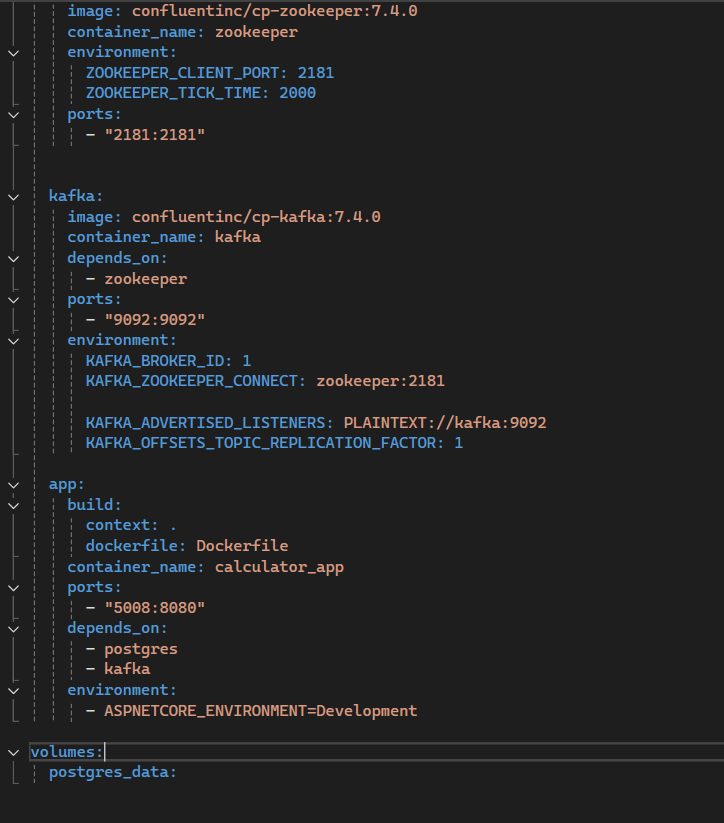 image: confluentinc/cp-zookeeper:7.4.0
container_name: zookeeper
environment:
ZOOKEEPER_CLIENT_PORT: 2181
ZOOKEEPER_TICK_TIME: 2000
ports:
- "2181:2181"
kafka:
image: confluentinc/cp-kafka:7.4.0
container_name: kafka
depends_on:
- zookeeper
ports:
- "9092:9092"
environment:
KAFKA_BROKER_ID: 1
KAFKA_ZOOKEEPER_CONNECT: zookeeper:2181
KAFKA_ADVERTISED_LISTENERS: PLAINTEXT://kafka:9092
KAFKA_OFFSETS_TOPIC_REPLICATION_FACTOR: 1
app:
build:
context: .
dockerfile: Dockerfile
container_name: calculator_app
ports:
- "5008:8080"
depends_on:
- postgres
- kafka
environment:
- ASPNETCORE_ENVIRONMENT=Development
volumes:
postgres_data: